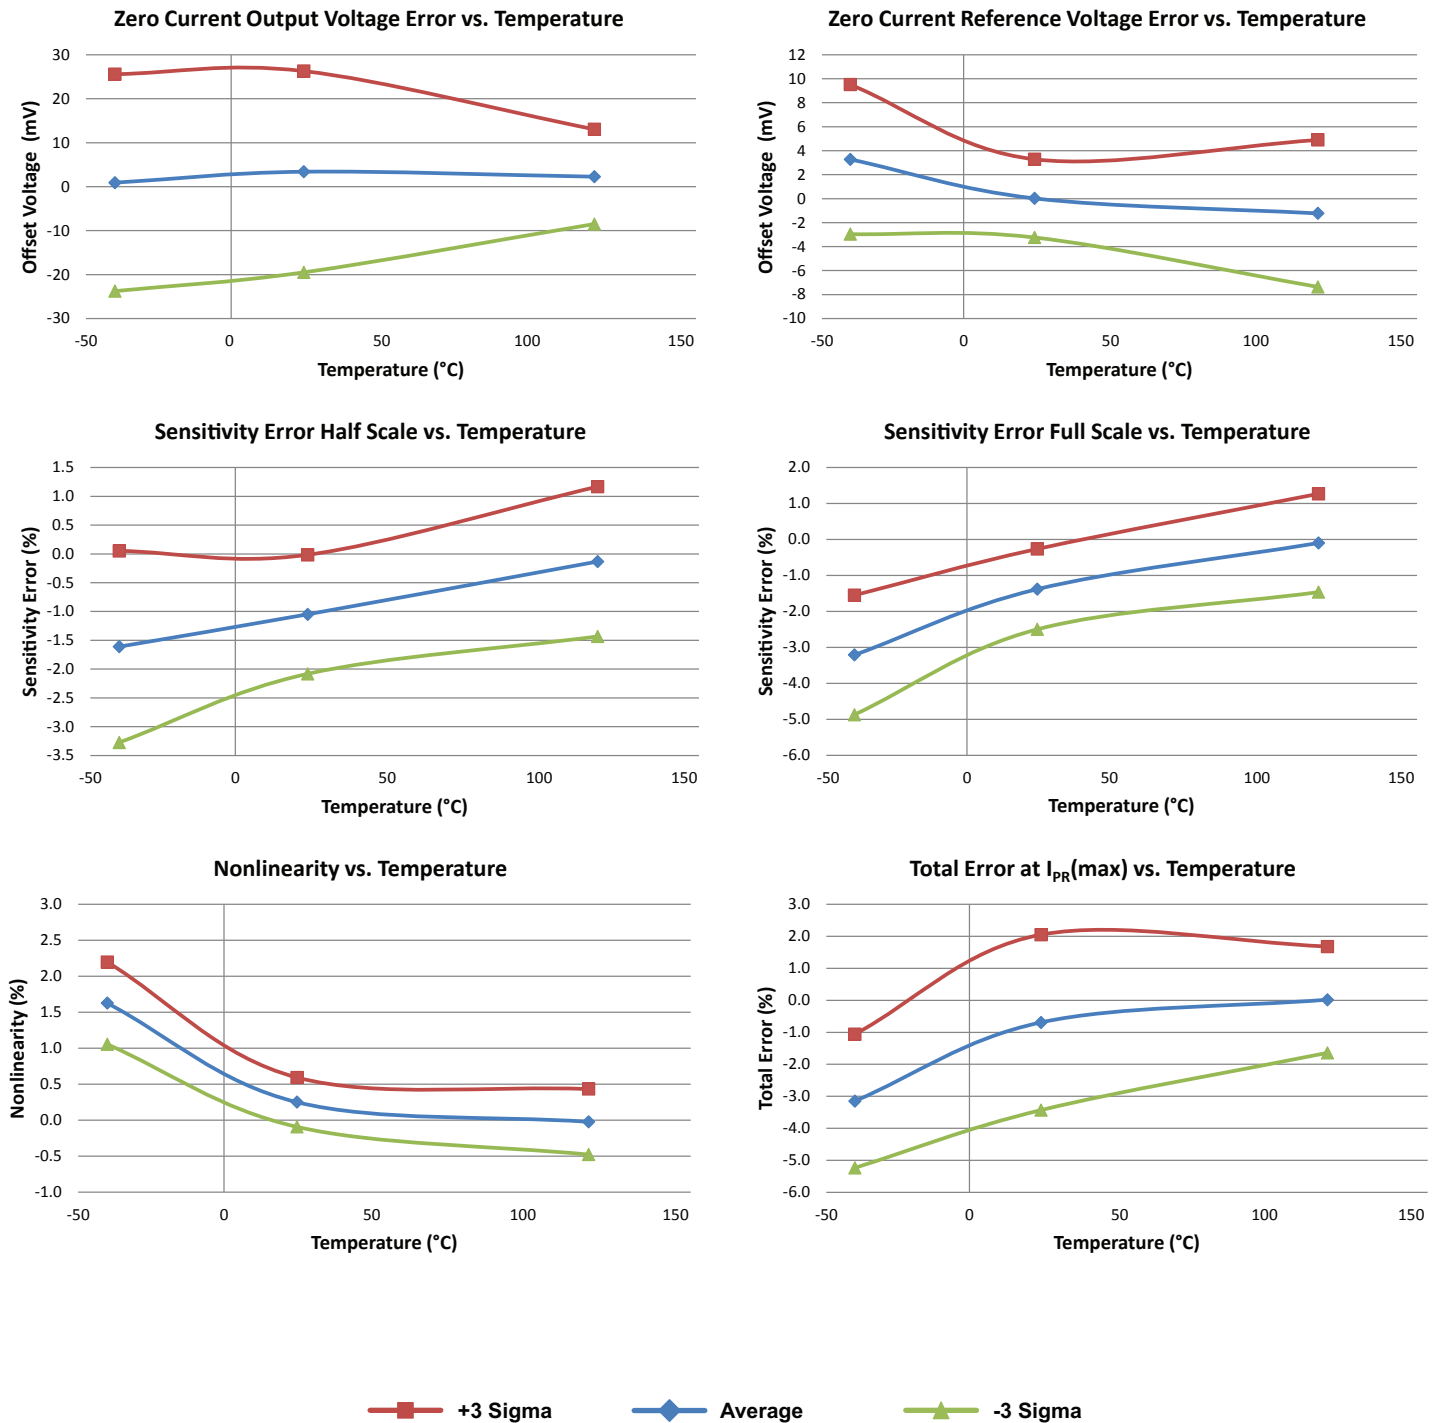 Zero Current Output Voltage Error vs. Temperature
30
20
10
0
-10
-20
-30
Offset Voltage (mV)
-50 0 50 100 150
Temperature (°C)
Zero Current Reference Voltage Error vs. Temperature
12
10
8
6
4
2
0
-2
-4
-6
-8
-10
Offset Voltage (mV)
-50 0 50 100 150
Temperature (°C)
Sensitivity Error Half Scale vs. Temperature
1.5
1.0
0.5
0.0
-0.5
-1.0
-1.5
-2.0
-2.5
-3.0
-3.5
Sensitivity Error (%)
-50 0 50 100 150
Temperature (°C)
Sensitivity Error Full Scale vs. Temperature
2.0
1.0
0.0
-1.0
-2.0
-3.0
-4.0
-5.0
-6.0
Sensitivity Error (%)
-50 0 50 100 150
Temperature (°C)
Nonlinearity vs. Temperature
3.0
2.5
2.0
1.5
1.0
0.5
0.0
-0.5
-1.0
Nonlinearity (%)
-50 0 50 100 150
Temperature (°C)
Total Error at IPR(max) vs. Temperature
3.0
2.0
1.0
0.0
-1.0
-2.0
-3.0
-4.0
-5.0
-6.0
Total Error (%)
-50 0 50 100 150
Temperature (°C)
+3 Sigma Average -3 Sigma